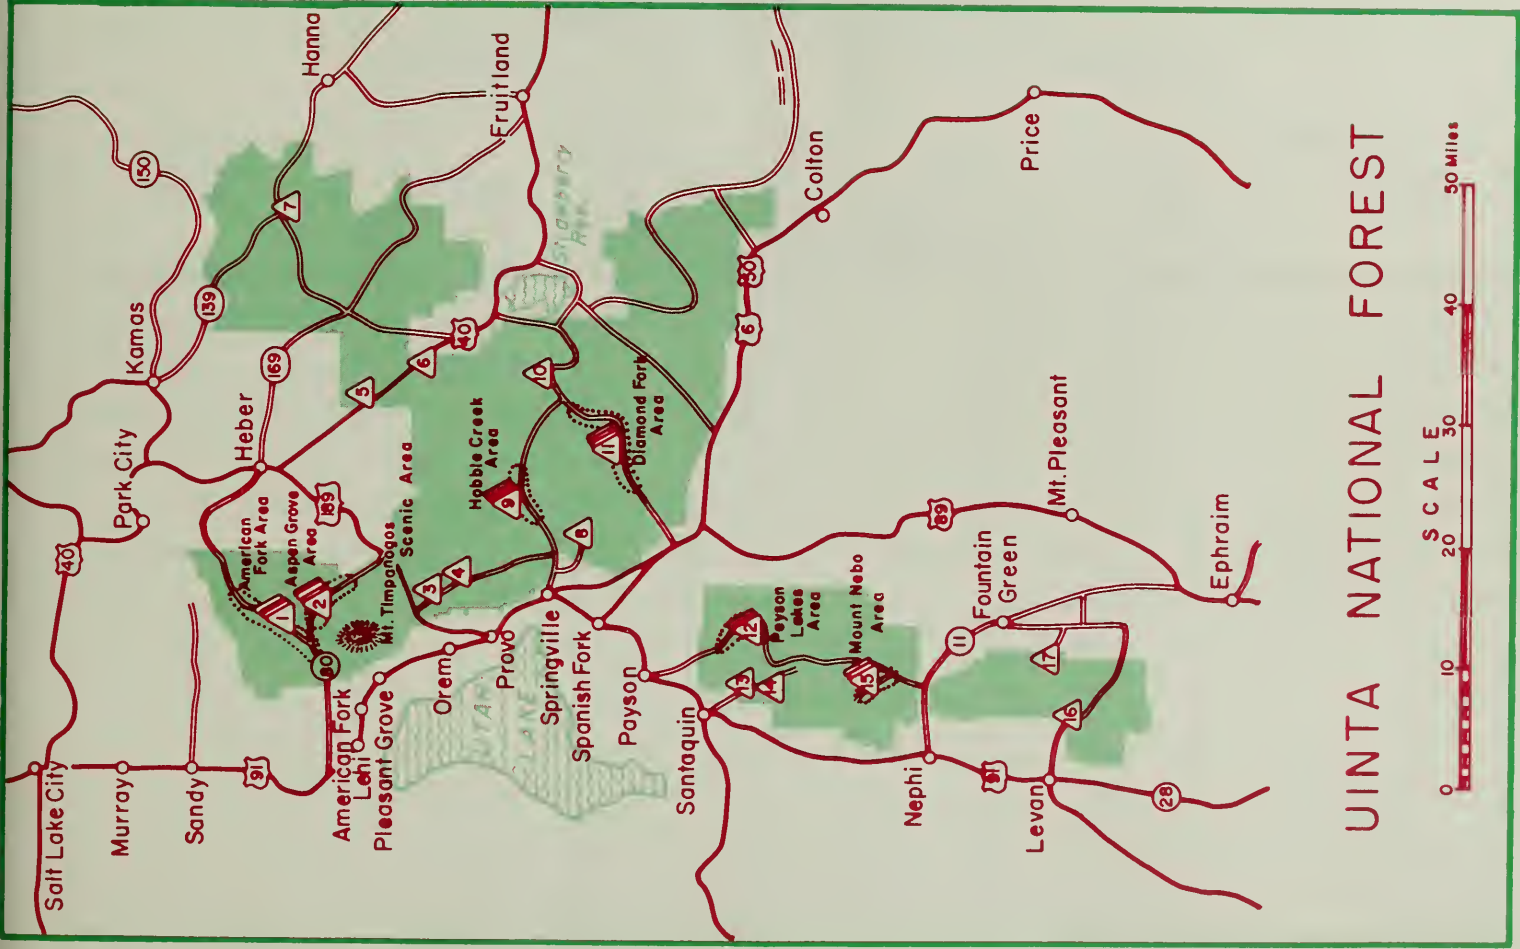 Salt Lake City
Murray
Sandy
91
40
Park City
Kamas
150
139
7
Hanna
Fruitland
Heber
169
189
5
6
40
American
Fork Area
Aspen Grove
Area
1
2
80
Mt. Timpanogos
Scenic Area
American Fork
Lehi
Pleasant Grove
Orem
Provo
UTAH
LAKE
3
4
Strawberry
Res.
Hobble Creek
Area
9
10
8
11
Diamond Fork
Area
Springville
Spanish Fork
Payson
Santaquin
6
50
Colton
Price
12
Payson
Lakes
Area
13
14
Mount Nebo
Area
15
89
Mt. Pleasant
Nephi
11
Fountain
Green
17
16
91
Levan
28
Ephraim
UINTA NATIONAL FOREST
SCALE
0 10 20 30 40 50 Miles